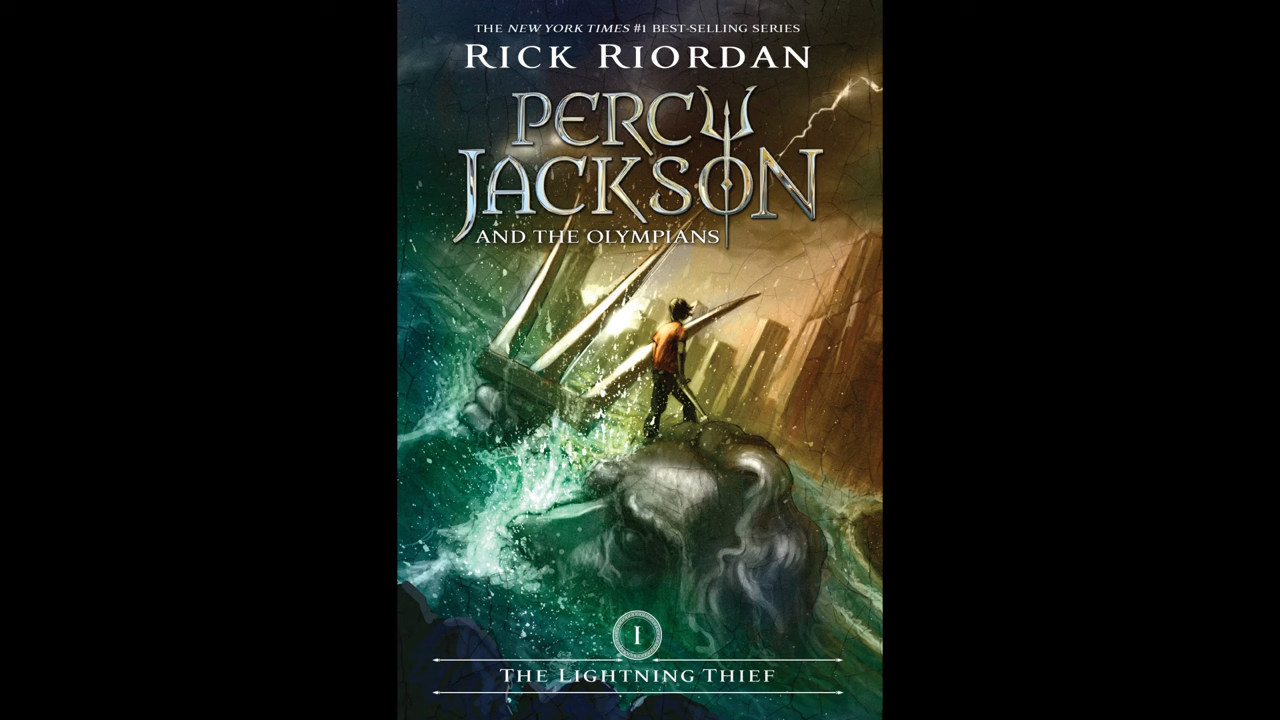 THE NEW YORK TIMES #1 BEST-SELLING SERIES
RICK RIORDAN
PERCY
JACKSON
AND THE OLYMPIANS
I
THE LIGHTNING THIEF